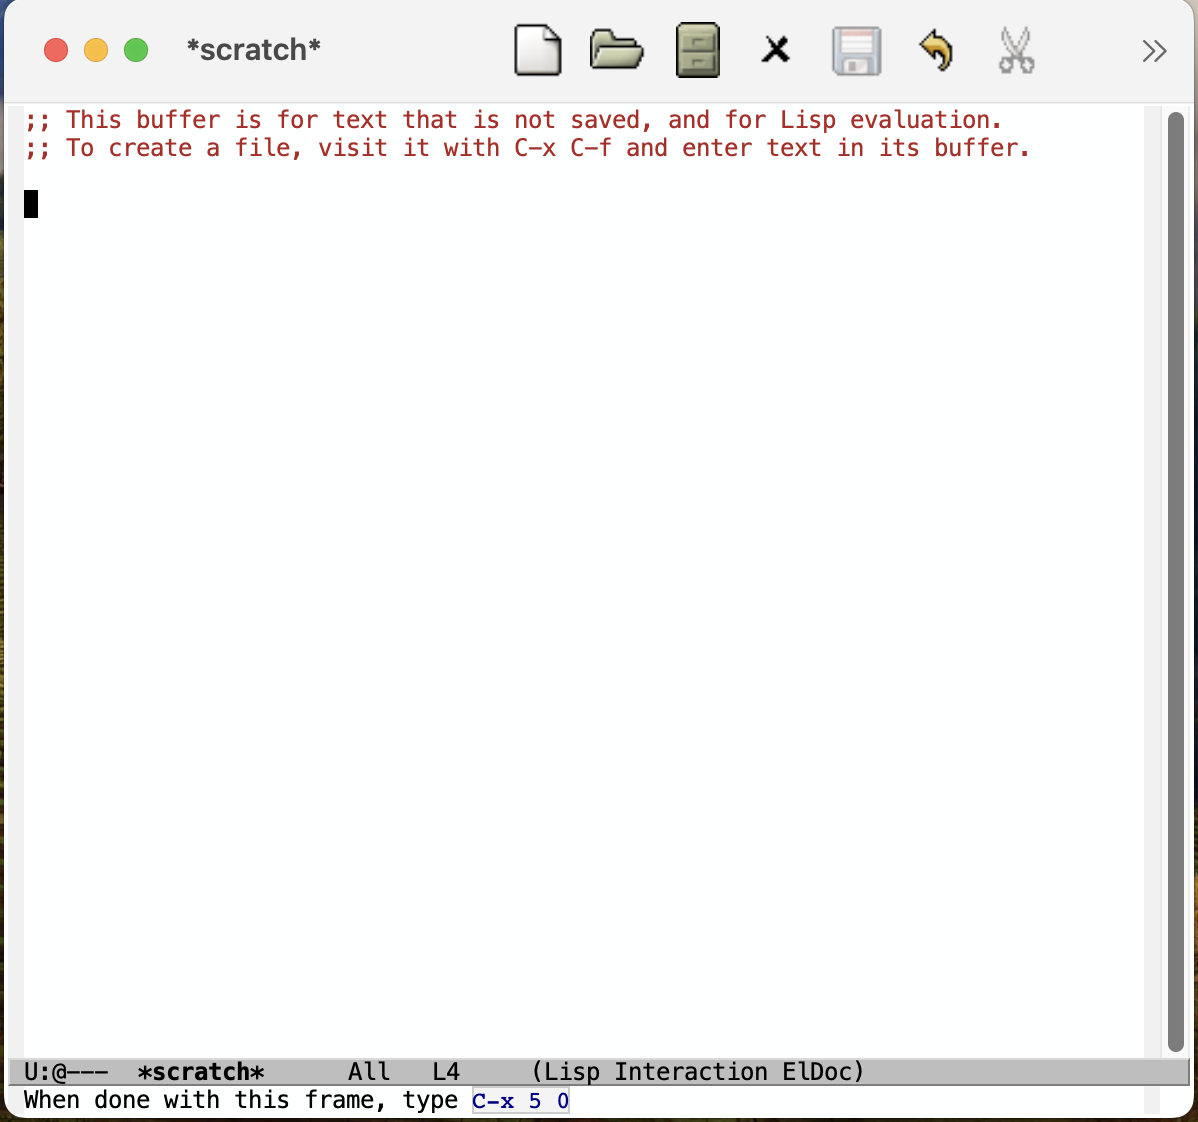 *scratch*
;; This buffer is for text that is not saved, and for Lisp evaluation.
;; To create a file, visit it with C-x C-f and enter text in its buffer.
U:@--- *scratch* All L4 (Lisp Interaction ElDoc)
When done with this frame, type C-x 5 0